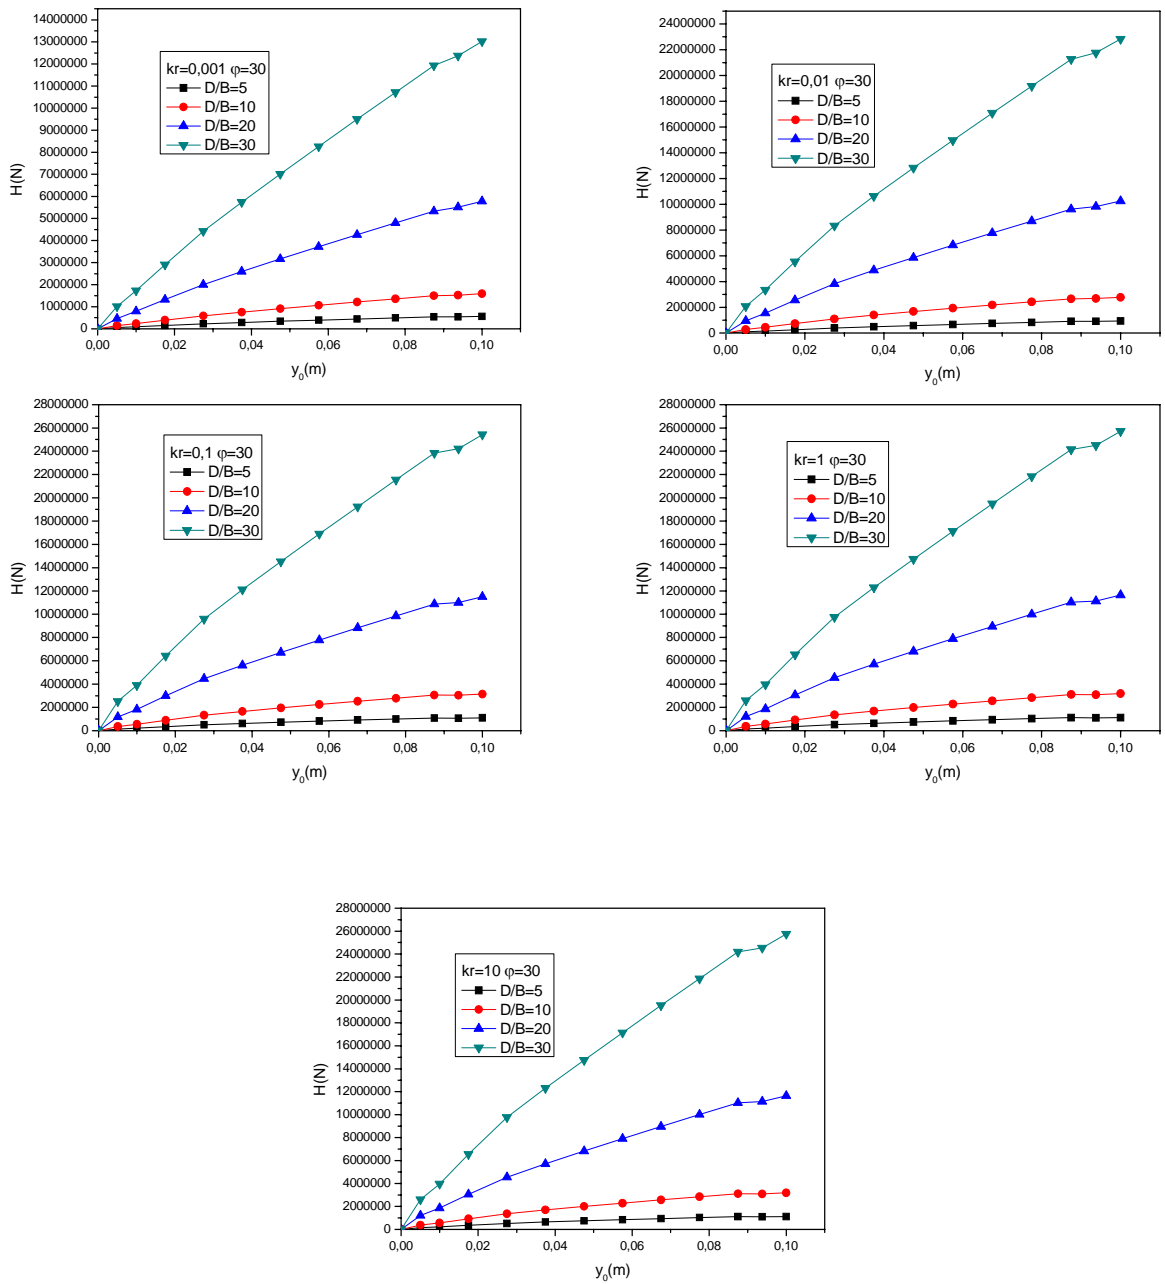 14000000
13000000
12000000
11000000
10000000
9000000
8000000
7000000
6000000
5000000
4000000
3000000
2000000
1000000
0
H(N)
kr=0,001 φ=30
D/B=5
D/B=10
D/B=20
D/B=30
0,00 0,02 0,04 0,06 0,08 0,10
y0(m)
24000000
22000000
20000000
18000000
16000000
14000000
12000000
10000000
8000000
6000000
4000000
2000000
0
H(N)
kr=0,01 φ=30
D/B=5
D/B=10
D/B=20
D/B=30
0,00 0,02 0,04 0,06 0,08 0,10
y0(m)
28000000
26000000
24000000
22000000
20000000
18000000
16000000
14000000
12000000
10000000
8000000
6000000
4000000
2000000
0
H(N)
kr=0,1 φ=30
D/B=5
D/B=10
D/B=20
D/B=30
0,00 0,02 0,04 0,06 0,08 0,10
y0(m)
28000000
26000000
24000000
22000000
20000000
18000000
16000000
14000000
12000000
10000000
8000000
6000000
4000000
2000000
0
H(N)
kr=1 φ=30
D/B=5
D/B=10
D/B=20
D/B=30
0,00 0,02 0,04 0,06 0,08 0,10
y0(m)
28000000
26000000
24000000
22000000
20000000
18000000
16000000
14000000
12000000
10000000
8000000
6000000
4000000
2000000
0
H(N)
kr=10 φ=30
D/B=5
D/B=10
D/B=20
D/B=30
0,00 0,02 0,04 0,06 0,08 0,10
y0(m)